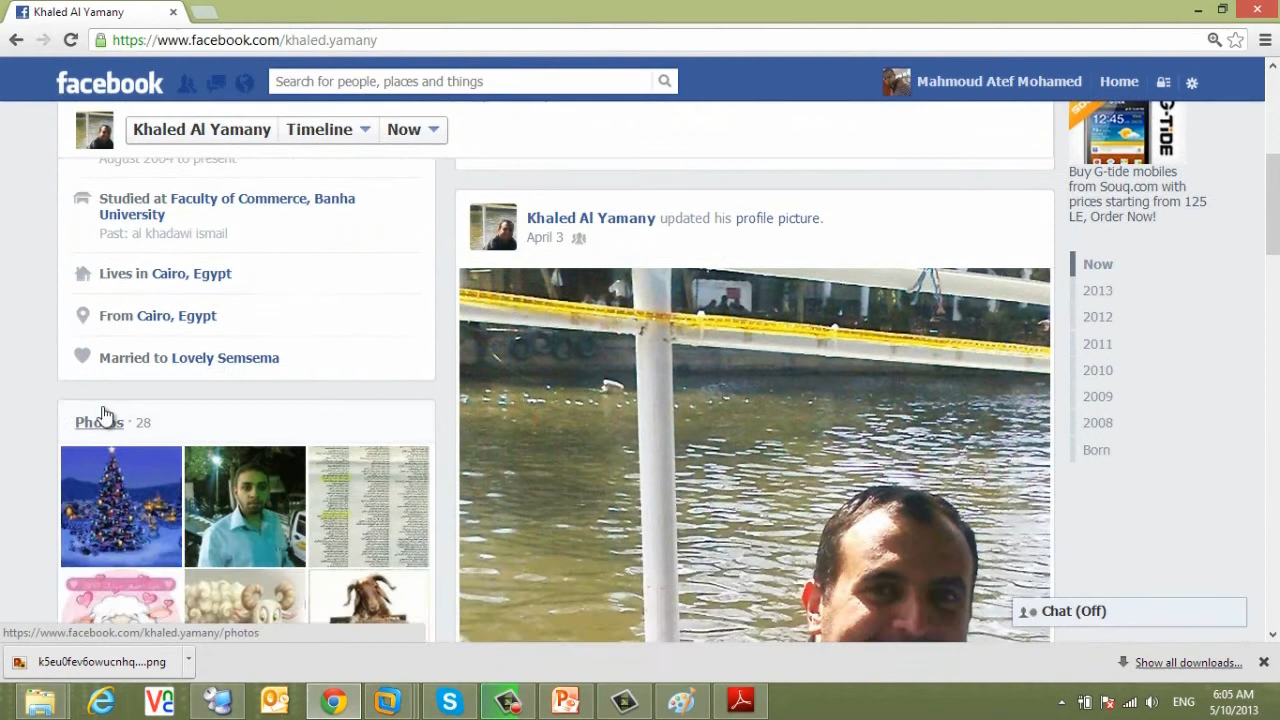 Khaled Al Yamany
https://www.facebook.com/khaled.yamany
facebook
Search for people, places and things
Mahmoud Atef Mohamed
Home
Khaled Al Yamany
Timeline
Now
August 2004 to present
Studied at Faculty of Commerce, Banha
University
Past: al khadawi ismail
Lives in Cairo, Egypt
From Cairo, Egypt
Married to Lovely Semsema
Photos · 28
Khaled Al Yamany updated his profile picture.
April 3
12:45
G-TiDE
Buy G-tide mobiles
from Souq.com with
prices starting from 125
LE, Order Now!
Now
2013
2012
2011
2010
2009
2008
Born
Chat (Off)
https://www.facebook.com/khaled.yamany/photos
k5eu0fev6owucnhq....png
Show all downloads...
ENG
6:05 AM
5/10/2013